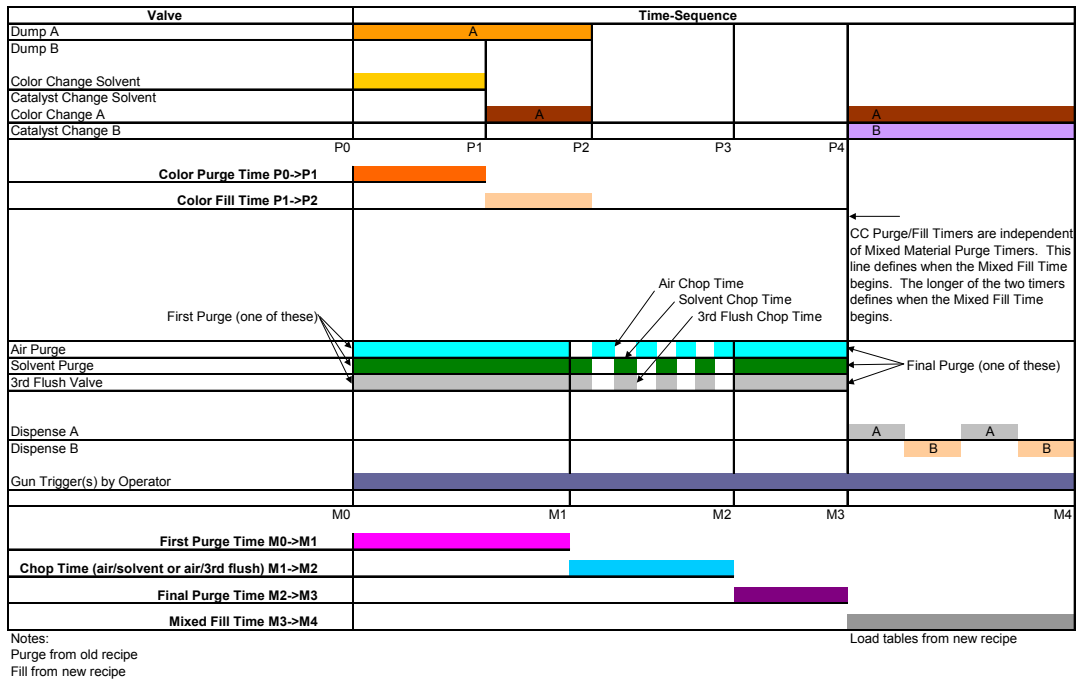 Valve Time-Sequence
Dump A A
Dump B
Color Change Solvent
Catalyst Change Solvent
Color Change A A A
Catalyst Change B B
P0 P1 P2 P3 P4
Color Purge Time P0->P1
Color Fill Time P1->P2
CC Purge/Fill Timers are independent
of Mixed Material Purge Timers. This
line defines when the Mixed Fill Time
begins. The longer of the two timers
defines when the Mixed Fill Time
begins.
Air Chop Time
Solvent Chop Time
3rd Flush Chop Time
First Purge (one of these)
Air Purge
Solvent Purge
3rd Flush Valve
Final Purge (one of these)
Dispense A A A
Dispense B B B
Gun Trigger(s) by Operator
M0 M1 M2 M3 M4
First Purge Time M0->M1
Chop Time (air/solvent or air/3rd flush) M1->M2
Final Purge Time M2->M3
Mixed Fill Time M3->M4
Notes: Load tables from new recipe
Purge from old recipe
Fill from new recipe